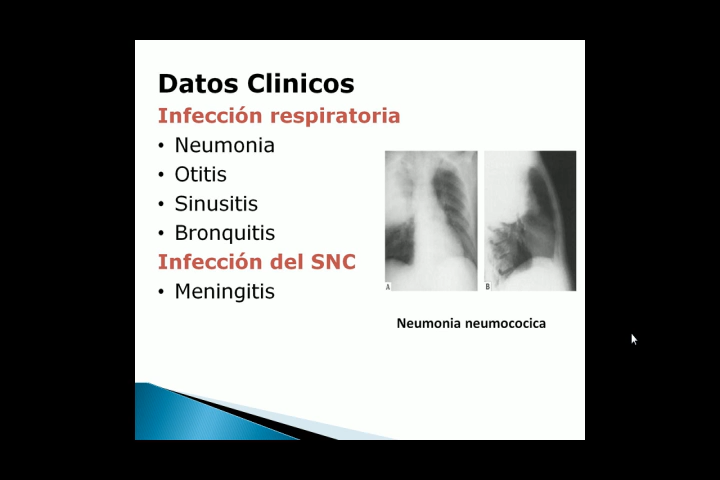 Datos Clinicos
Infección respiratoria
• Neumonia
• Otitis
• Sinusitis
• Bronquitis
Infección del SNC
• Meningitis
A
B
Neumonia neumococica